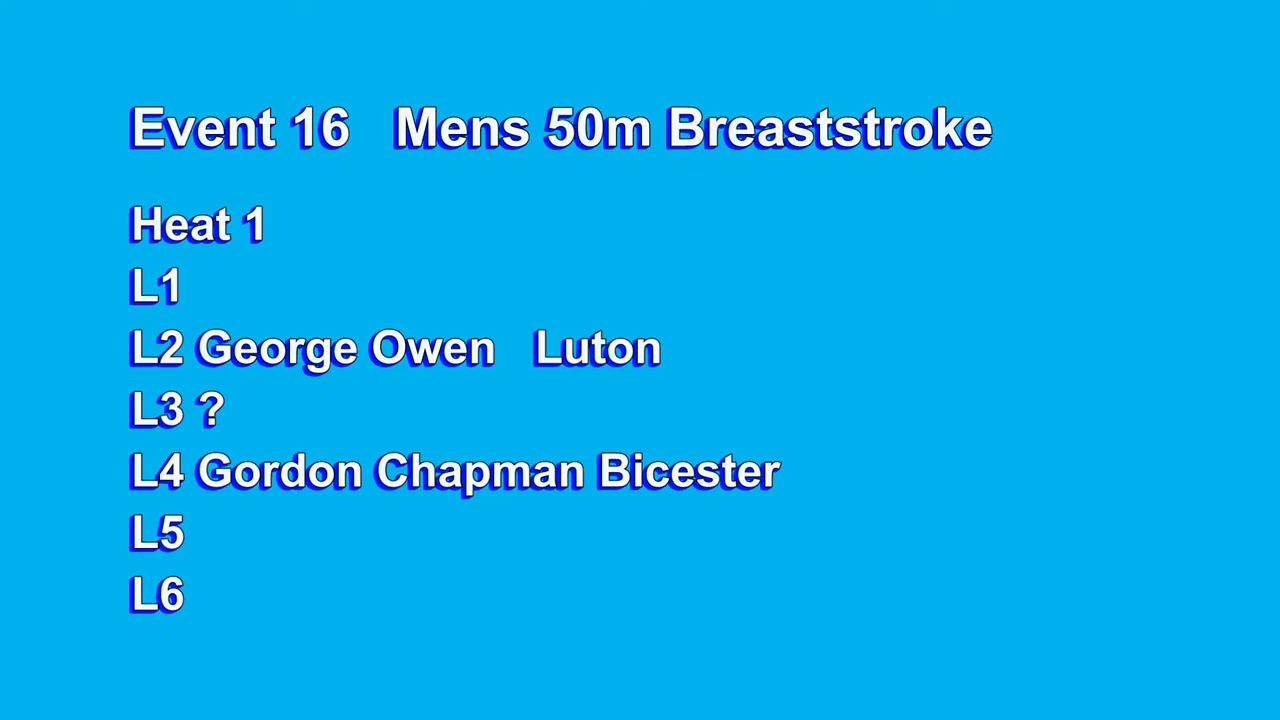 Event 16 Mens 50m Breaststroke
Heat 1
L1
L2 George Owen Luton
L3 ?
L4 Gordon Chapman Bicester
L5
L6